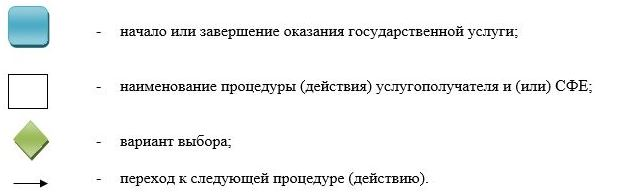 - начало или завершение оказания государственной услуги;
- наименование процедуры (действия) услугополучателя и (или) СФЕ;
- вариант выбора;
- переход к следующей процедуре (действию).